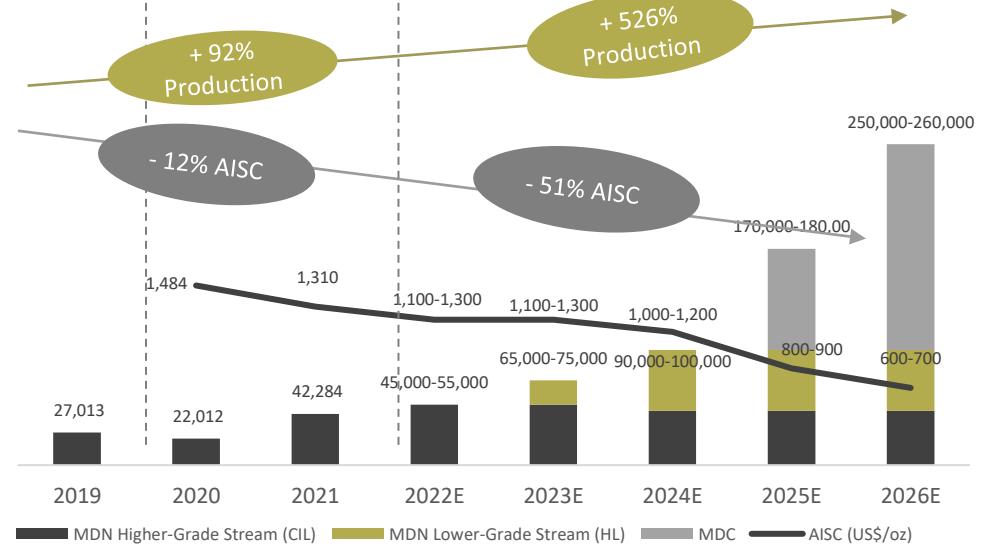 + 526%
Production
+ 92%
Production
250,000-260,000
- 12% AISC
- 51% AISC
170,000-180,00
1,484
1,310
1,100-1,300
1,100-1,300
1,000-1,200
800-900
600-700
65,000-75,000
90,000-100,000
45,000-55,000
42,284
27,013
22,012
2019
2020
2021
2022E
2023E
2024E
2025E
2026E
MDN Higher-Grade Stream (CIL)
MDN Lower-Grade Stream (HL)
MDC
AISC (US$/oz)